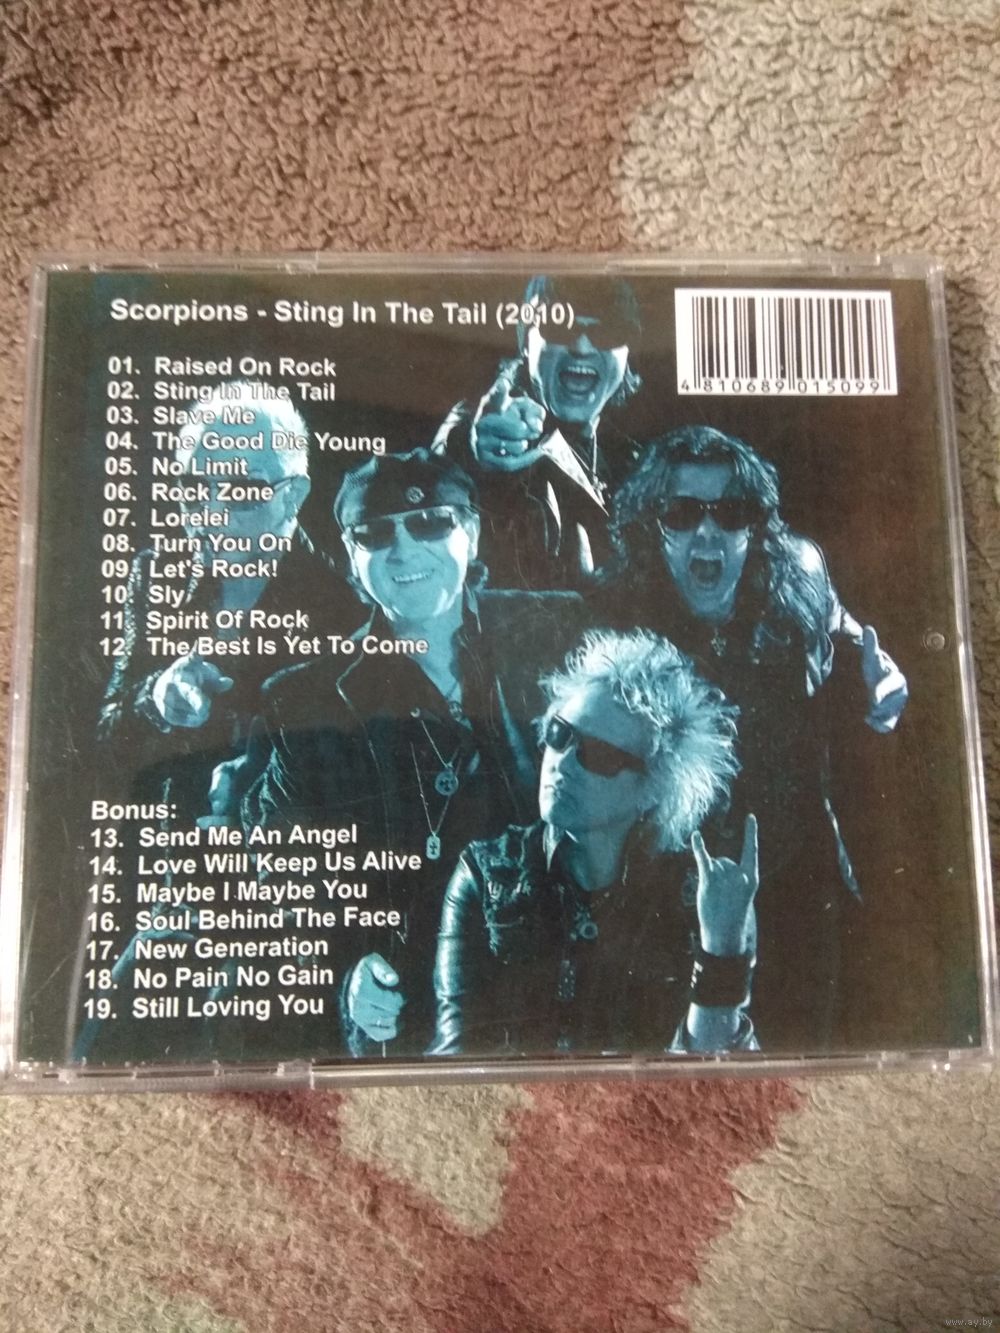 Scorpions - Sting In The Tail (2010)
01. Raised On Rock
02. Sting In The Tail
03. Slave Me
04. The Good Die Young
05. No Limit
06. Rock Zone
07. Lorelei
08. Turn You On
09. Let's Rock!
10. Sly
11. Spirit Of Rock
12. The Best Is Yet To Come
4 810689 015099
Bonus:
13. Send Me An Angel
14. Love Will Keep Us Alive
15. Maybe I Maybe You
16. Soul Behind The Face
17. New Generation
18. No Pain No Gain
19. Still Loving You
www.ay.by